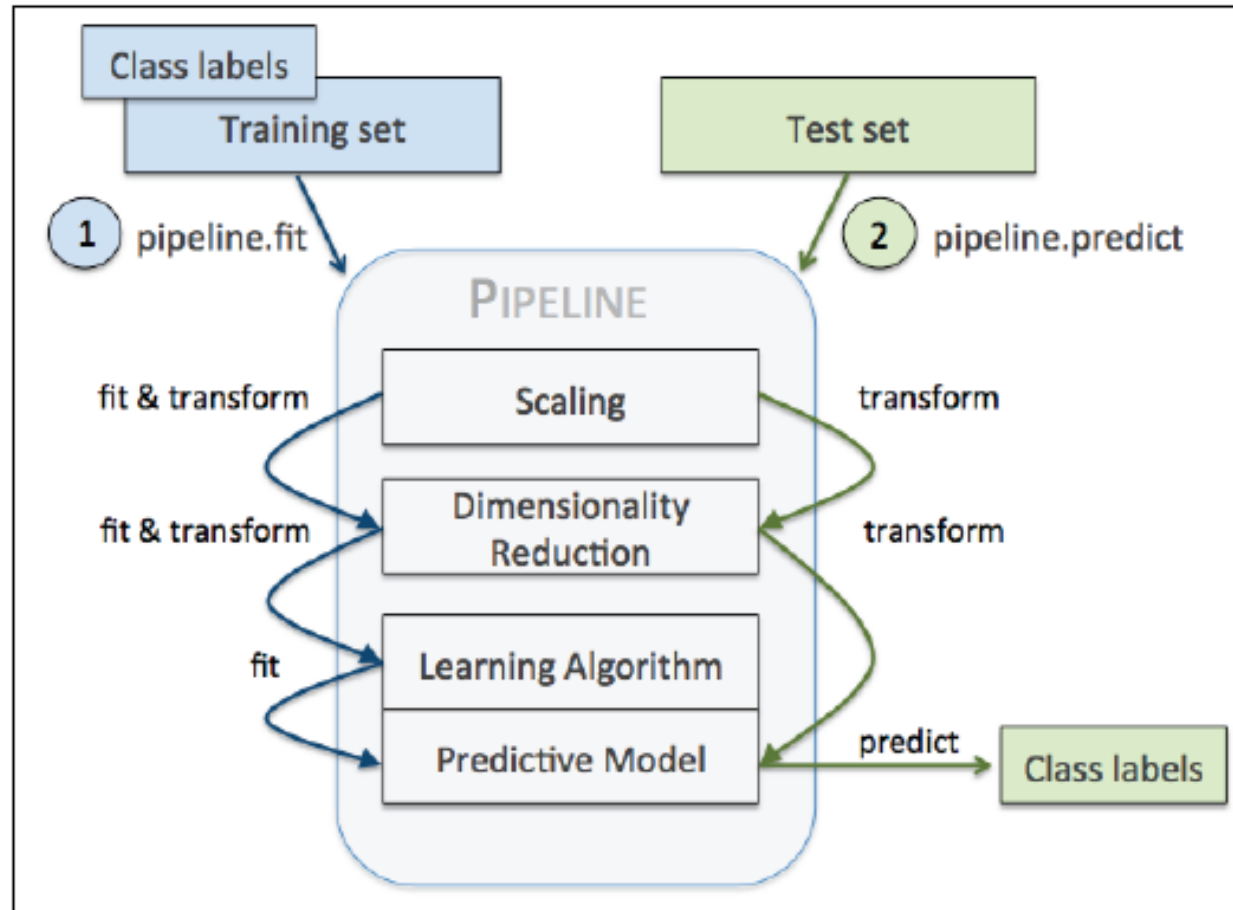 Class labels
Training set
Test set
1 pipeline.fit
2 pipeline.predict
PIPELINE
fit & transform
Scaling
transform
fit & transform
Dimensionality
Reduction
transform
fit
Learning Algorithm
Predictive Model
predict
Class labels